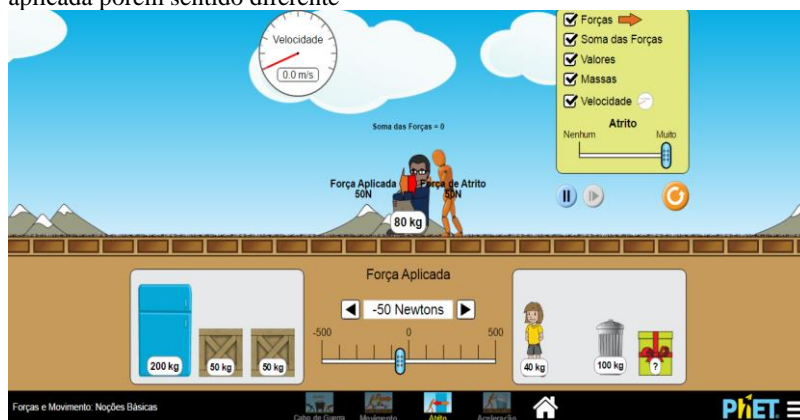 aplicada porém sentido diferente
Velocidade
0.0 m/s
Forças
Soma das Forças
Valores
Massas
Velocidade
Atrito
Nenhum
Muito
Soma das Forças = 0
Força Aplicada
50N
Força de Atrito
50N
80 kg
Força Aplicada
-50 Newtons
-500
0
500
200 kg
50 kg
50 kg
40 kg
100 kg
?
Forças e Movimento: Noções Básicas
Cabo de Guerra
Movimento
Atrito
Aceleração
PhET